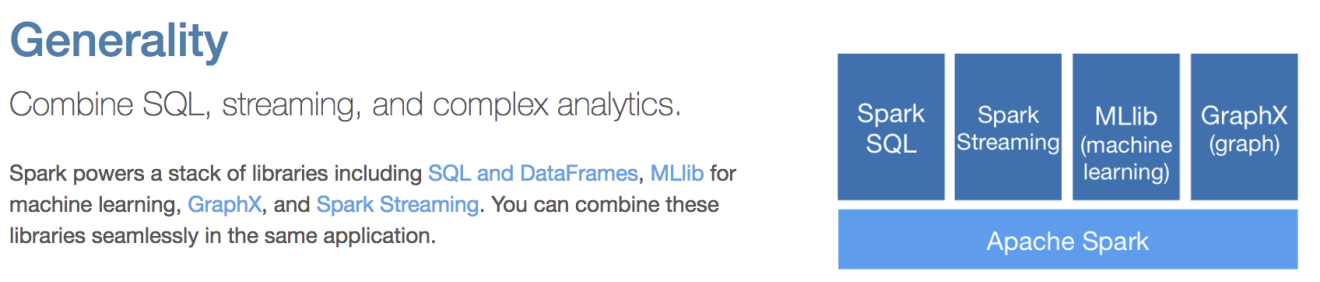 Generality
Combine SQL, streaming, and complex analytics.
Spark powers a stack of libraries including SQL and DataFrames, MLlib for
machine learning, GraphX, and Spark Streaming. You can combine these
libraries seamlessly in the same application.
Spark
SQL
Spark
Streaming
MLlib
(machine
learning)
GraphX
(graph)
Apache Spark